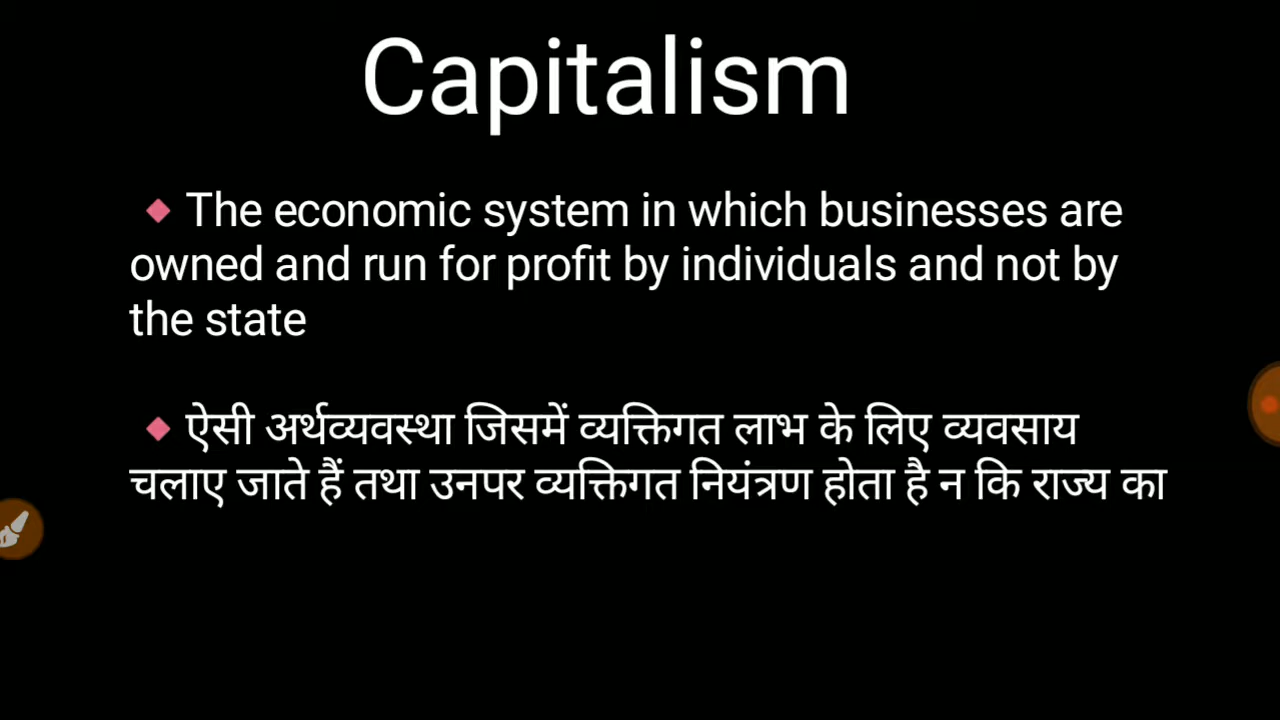 Capitalism
The economic system in which businesses are
owned and run for profit by individuals and not by
the state
ऐसी अर्थव्यवस्था जिसमें व्यक्तिगत लाभ के लिए व्यवसाय
चलाए जाते हैं तथा उनपर व्यक्तिगत नियंत्रण होता है न कि राज्य का